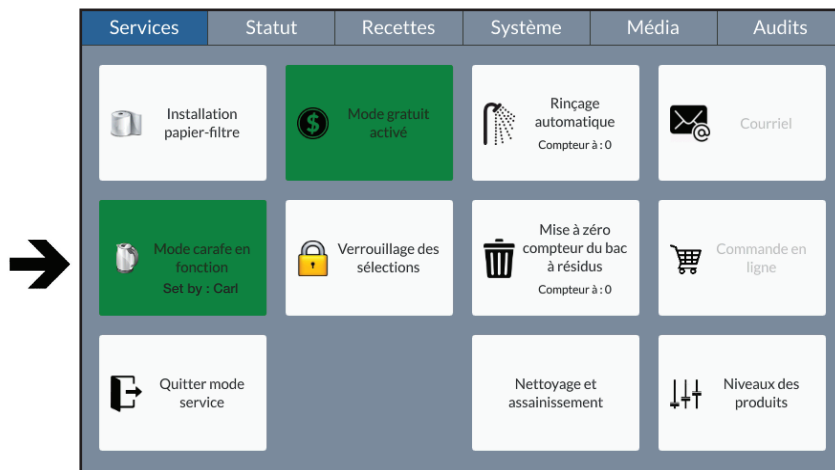 Services
Statut
Recettes
Système
Média
Audits
Installation
papier-filtre
Mode gratuit
activé
Rinçage
automatique
Compteur à : 0
Courriel
Mode carafe en
fonction
Set by : Carl
Verrouillage des
sélections
Mise à zéro
compteur du bac
à résidus
Compteur à : 0
Commande en
ligne
Quitter mode
service
Nettoyage et
assainissement
Niveaux des
produits